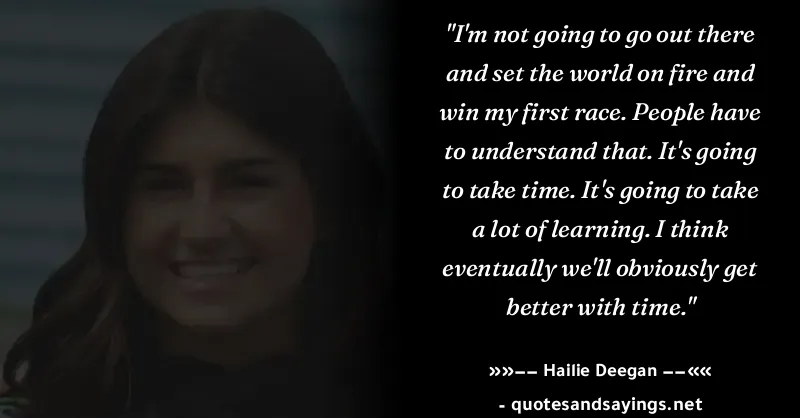 "I'm not going to go out there
and set the world on fire and
win my first race. People have
to understand that. It's going
to take time. It's going to take
a lot of learning. I think
eventually we'll obviously get
better with time."
»»−− Hailie Deegan −−««
- quotesandsayings.net